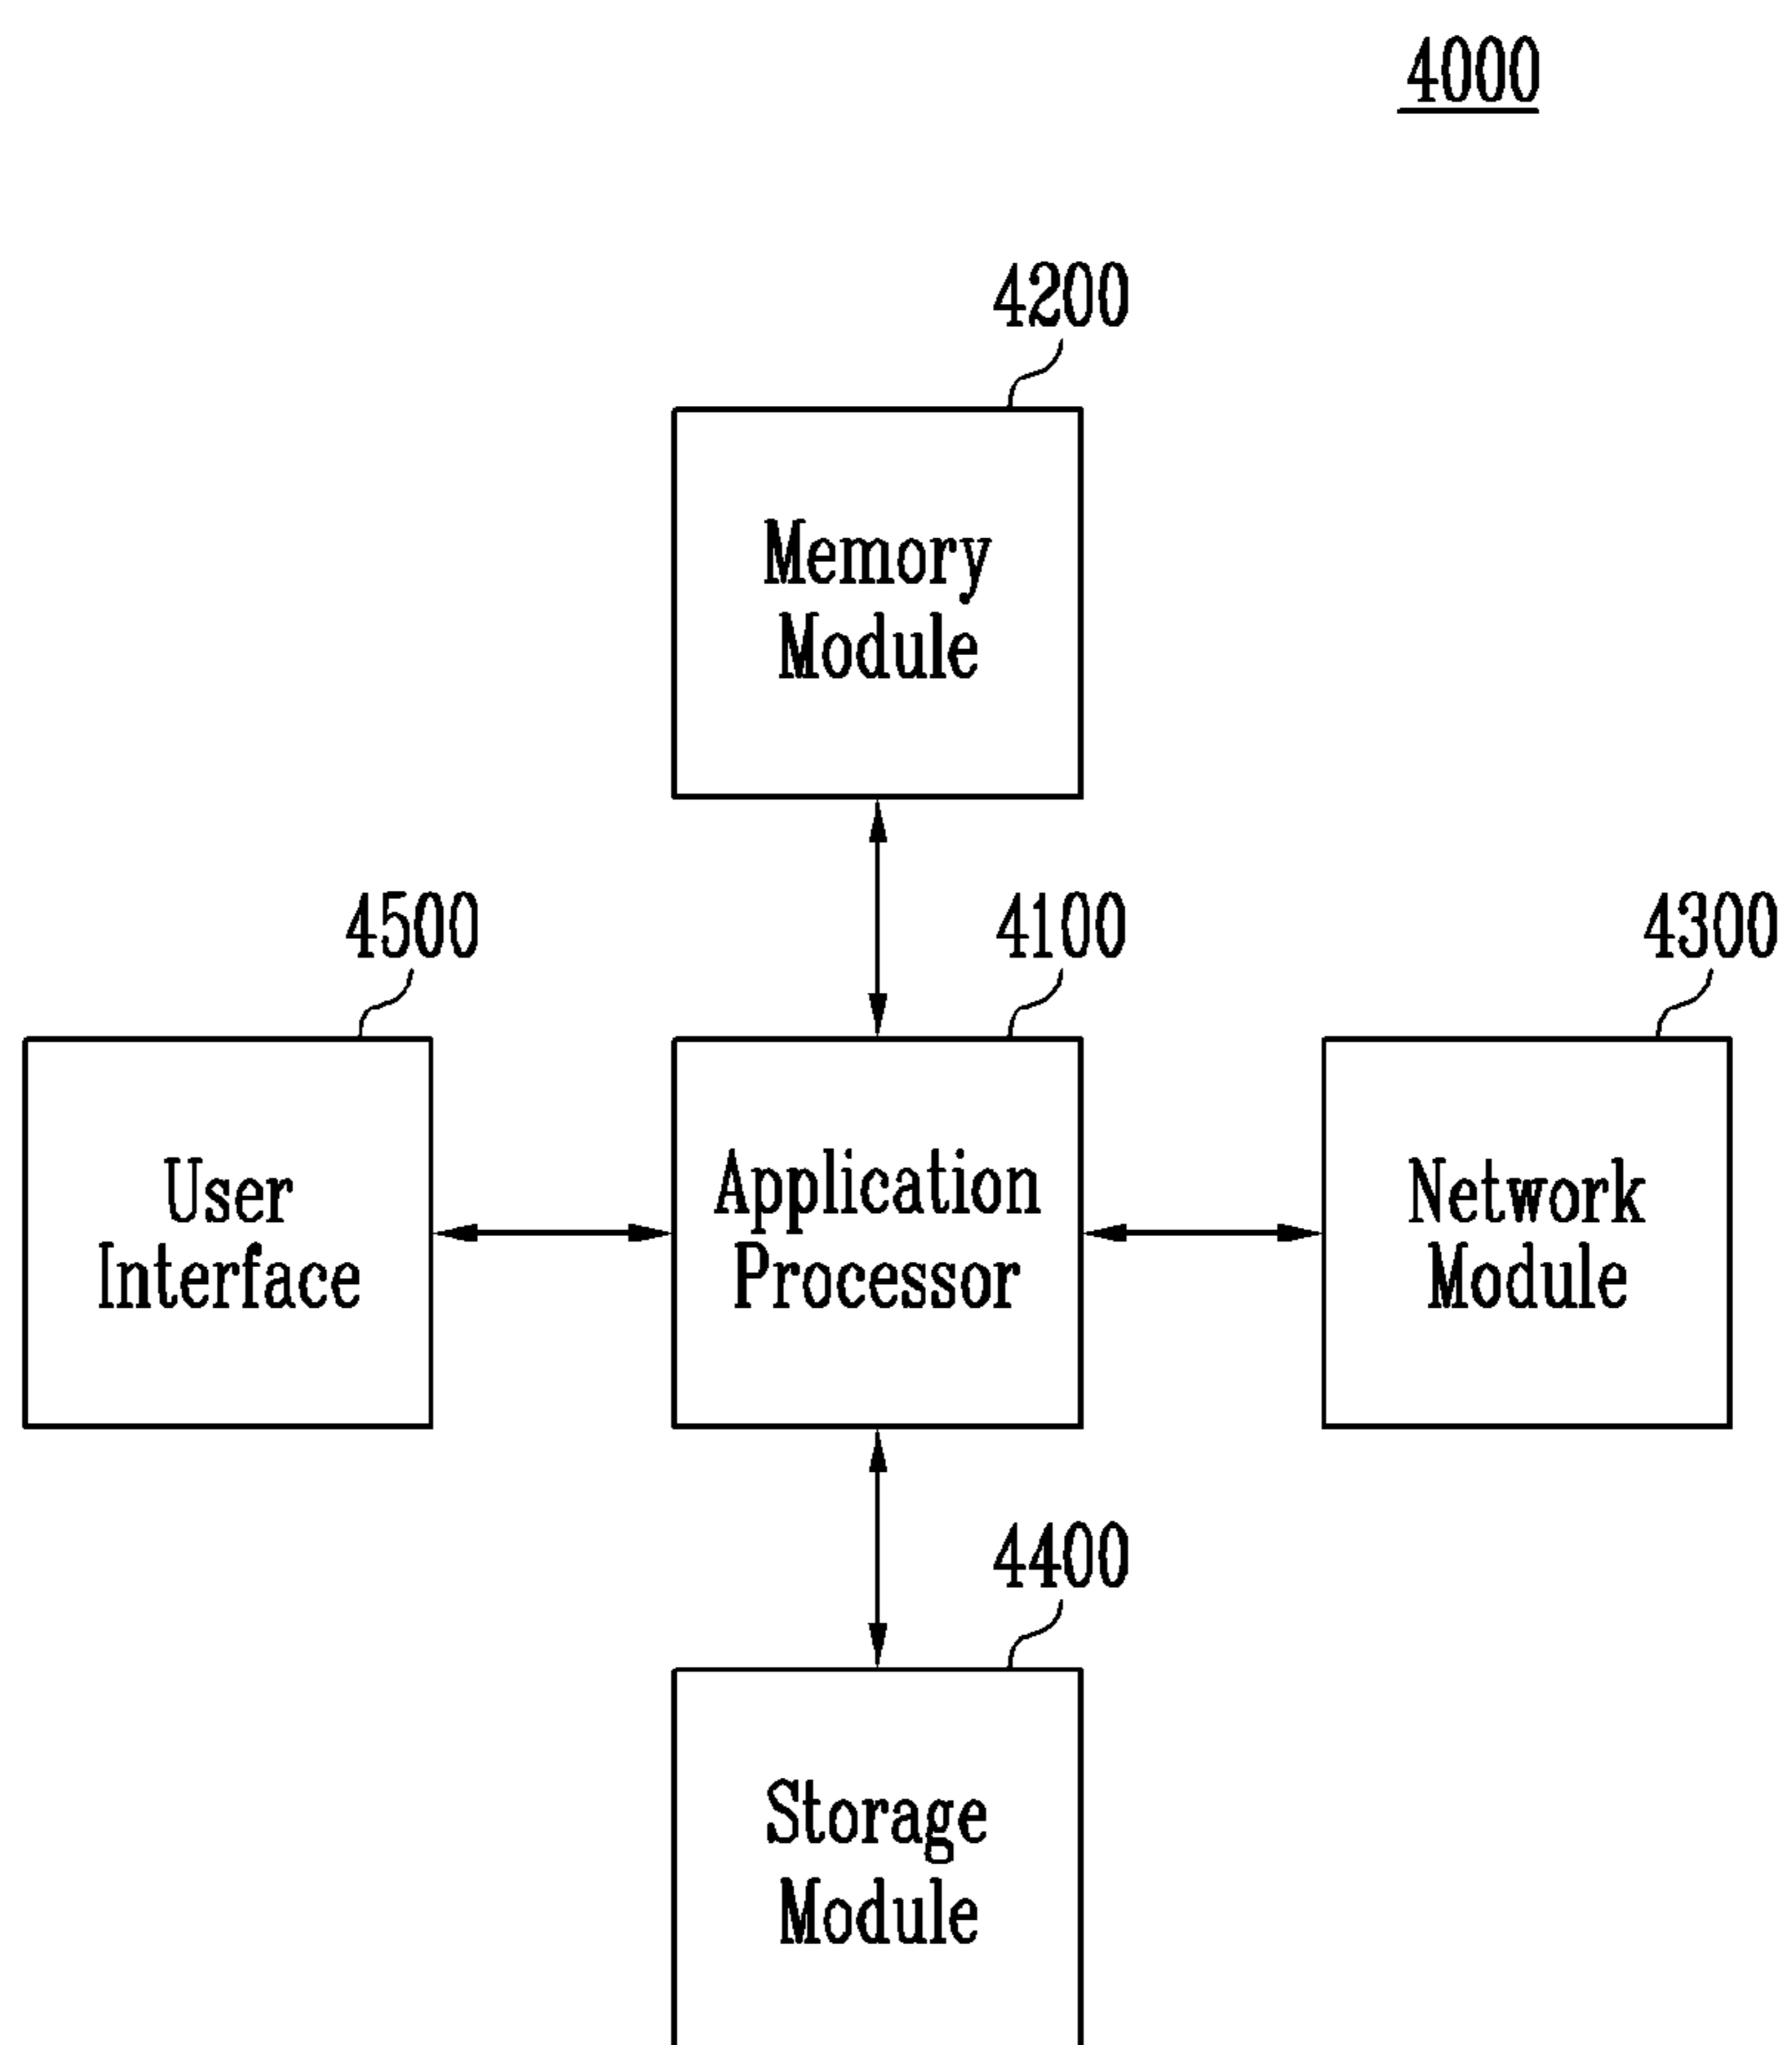 4000
4200
Memory
Module
4500
4100
4300
User
Interface
Application
Processor
Network
Module
4400
Storage
Module